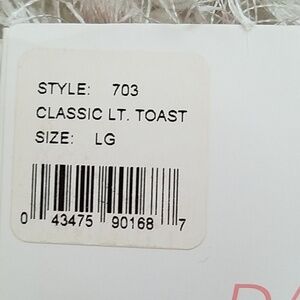 STYLE: 703
CLASSIC LT. TOAST
SIZE: LG
0 43475 90168 7